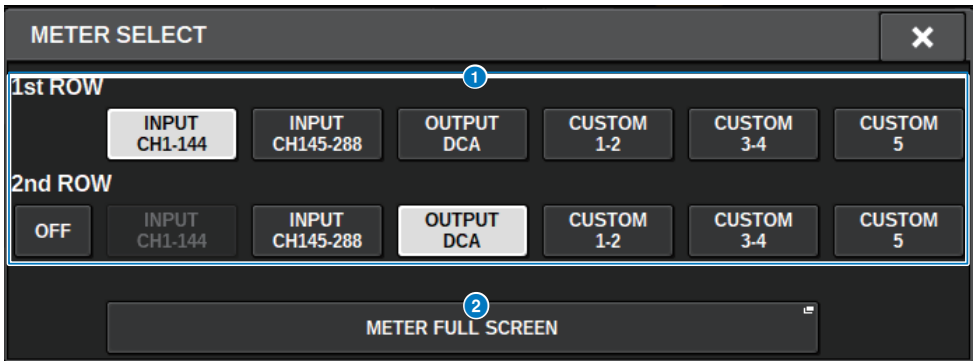 METER SELECT
1
1st ROW
INPUT
CH1-144
INPUT
CH145-288
OUTPUT
DCA
CUSTOM
1-2
CUSTOM
3-4
CUSTOM
5
2nd ROW
OFF
INPUT
CH1-144
INPUT
CH145-288
OUTPUT
DCA
CUSTOM
1-2
CUSTOM
3-4
CUSTOM
5
2
METER FULL SCREEN